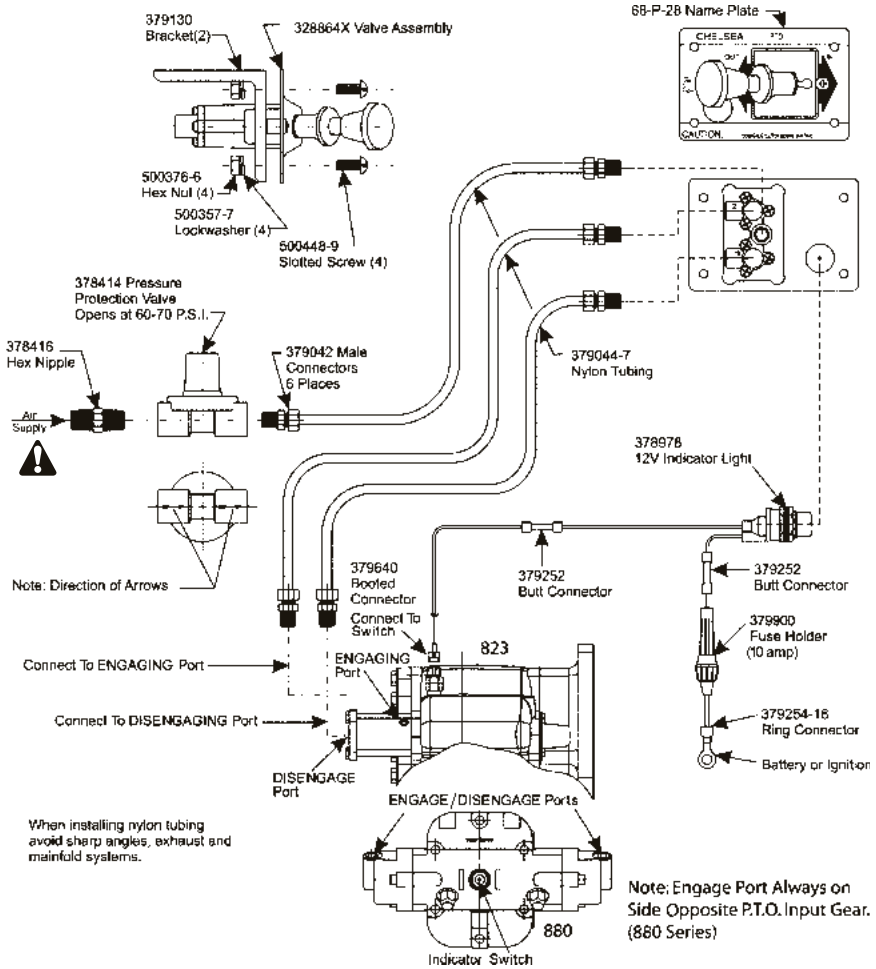 379130
Bracket(2)
328864X Valve Assembly
68-P-28 Name Plate
CHELSEA
PTO
OUT
IN
CAUTION:
500376-6
Hex Nut (4)
500357-7
Lockwasher (4)
500448-9
Slotted Screw (4)
2
378414 Pressure
Protection Valve
Opens at 60-70 P.S.I.
378416
Hex Nipple
379042 Male
Connectors
6 Places
379044-7
Nylon Tubing
Air
Supply
378978
12V Indicator Light
379640
Booted
Connector
Connect To
Switch
379252
Butt Connector
379252
Butt Connector
Note: Direction of Arrows
823
379900
Fuse Holder
(10 amp)
Connect To ENGAGING Port
ENGAGING
Port
Connect To DISENGAGING Port
379254-16
Ring Connector
Battery or Ignition
DISENGAGE
Port
ENGAGE/DISENGAGE Ports
When installing nylon tubing
avoid sharp angles, exhaust and
mainfold systems.
Note: Engage Port Always on
Side Opposite P.T.O. Input Gear.
(880 Series)
880
Indicator Switch